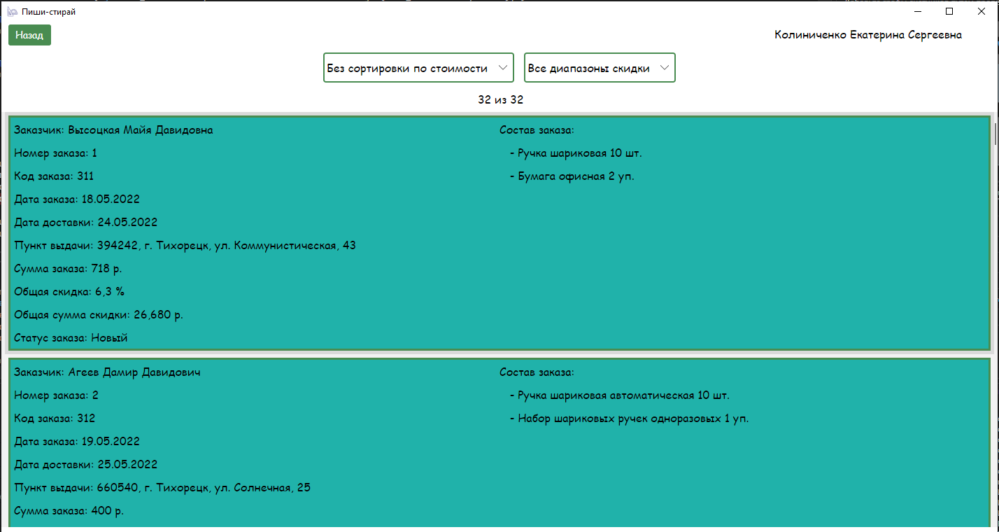 Пиши-стирай
Назад
Колиниченко Екатерина Сергеевна
Без сортировки по стоимости
Все диапазоны скидки
32 из 32
Заказчик: Высоцкая Майя Давидовна
Номер заказа: 1
Код заказа: 311
Дата заказа: 18.05.2022
Дата доставки: 24.05.2022
Пункт выдачи: 394242, г. Тихорецк, ул. Коммунистическая, 43
Сумма заказа: 718 р.
Общая скидка: 6,3 %
Общая сумма скидки: 26,680 р.
Статус заказа: Новый
Состав заказа:
- Ручка шариковая 10 шт.
- Бумага офисная 2 уп.
Заказчик: Агеев Дамир Давидович
Номер заказа: 2
Код заказа: 312
Дата заказа: 19.05.2022
Дата доставки: 25.05.2022
Пункт выдачи: 660540, г. Тихорецк, ул. Солнечная, 25
Сумма заказа: 400 р.
Состав заказа:
- Ручка шариковая автоматическая 10 шт.
- Набор шариковых ручек одноразовых 1 уп.